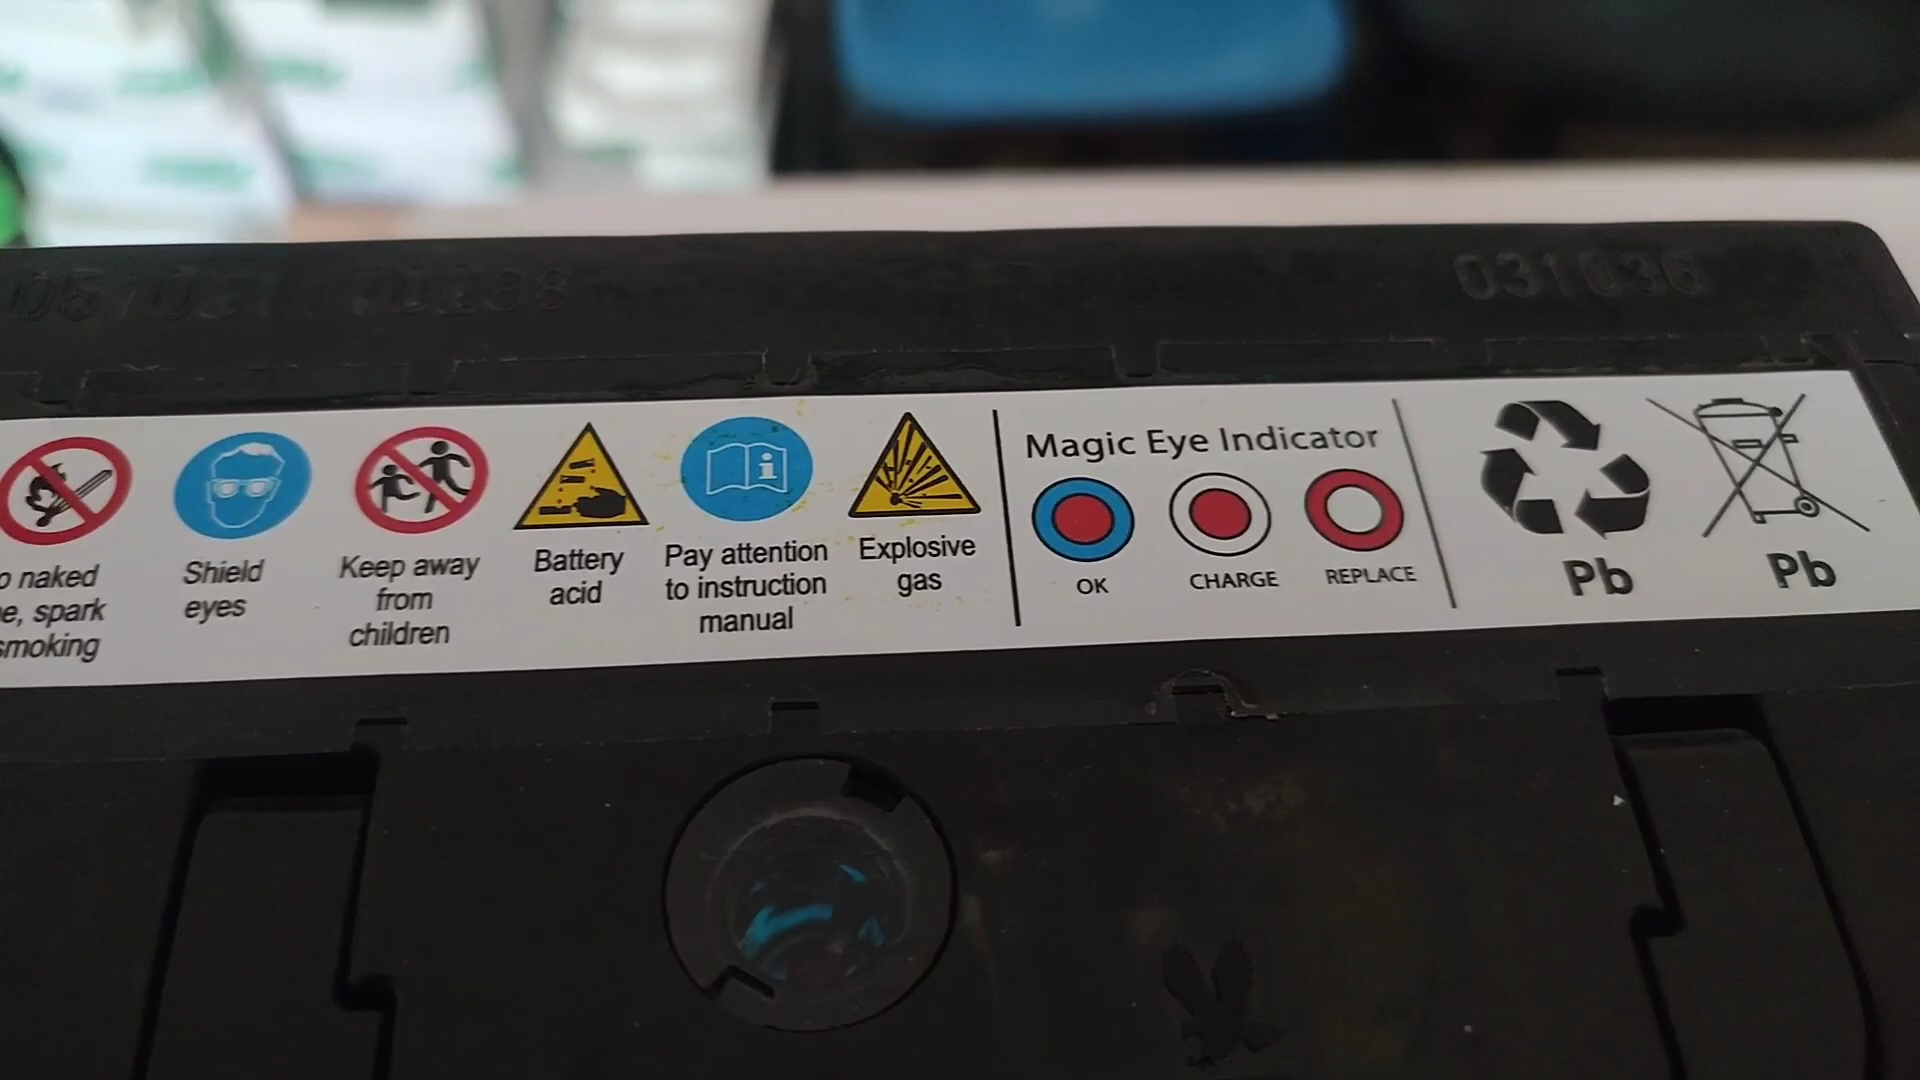 031036
o naked
e, spark
smoking
Shield
eyes
Keep away
from
children
Battery
acid
Pay attention
to instruction
manual
Explosive
gas
Magic Eye Indicator
OK
CHARGE
REPLACE
Pb
Pb